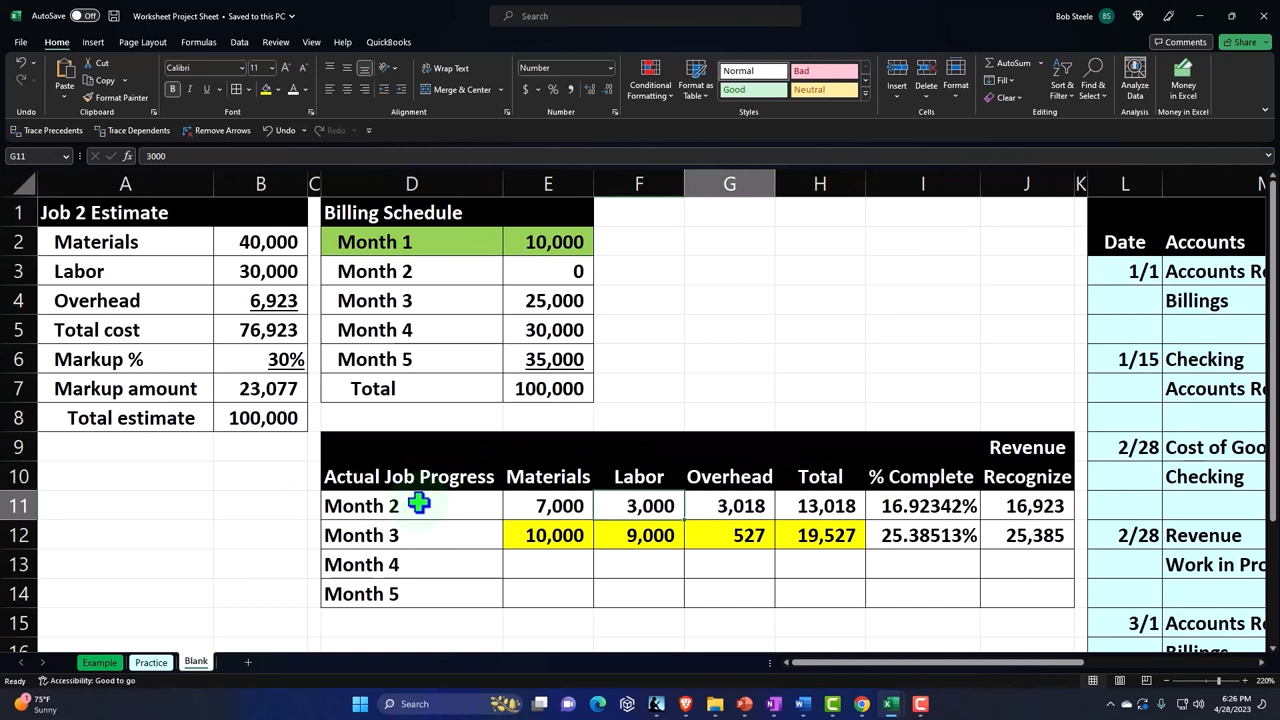 AutoSave Off Worksheet Project Sheet • Saved to this PC Search Bob Steele BS
File Home Insert Page Layout Formulas Data Review View Help QuickBooks Comments Share
Paste Cut Copy Format Painter Calibri 11 Wrap Text Merge & Center Number Conditional Formatting Format as Table Normal Bad Good Neutral Insert Delete Format AutoSum Fill Clear Sort & Filter Find & Select Analyze Data Money in Excel
Undo Clipboard Font Alignment Number Styles Cells Editing Analysis Money in Excel
Trace Precedents Trace Dependents Remove Arrows Undo Redo
G11 fx 3000
A B C D E F G H I J K L M
1 Job 2 Estimate Billing Schedule
2 Materials 40,000 Month 1 10,000 Date Accounts
3 Labor 30,000 Month 2 0 1/1 Accounts Re
4 Overhead 6,923 Month 3 25,000 Billings
5 Total cost 76,923 Month 4 30,000
6 Markup % 30% Month 5 35,000 1/15 Checking
7 Markup amount 23,077 Total 100,000 Accounts Re
8 Total estimate 100,000
9 Revenue 2/28 Cost of Goo
10 Actual Job Progress Materials Labor Overhead Total % Complete Recognize Checking
11 Month 2 7,000 3,000 3,018 13,018 16.92342% 16,923
12 Month 3 10,000 9,000 527 19,527 25.38513% 25,385 2/28 Revenue
13 Month 4 Work in Pro
14 Month 5
15 3/1 Accounts Re
16 Billings
Example Practice Blank
Ready Accessibility: Good to go 220%
75°F
Sunny Search 6:26 PM
4/28/2023